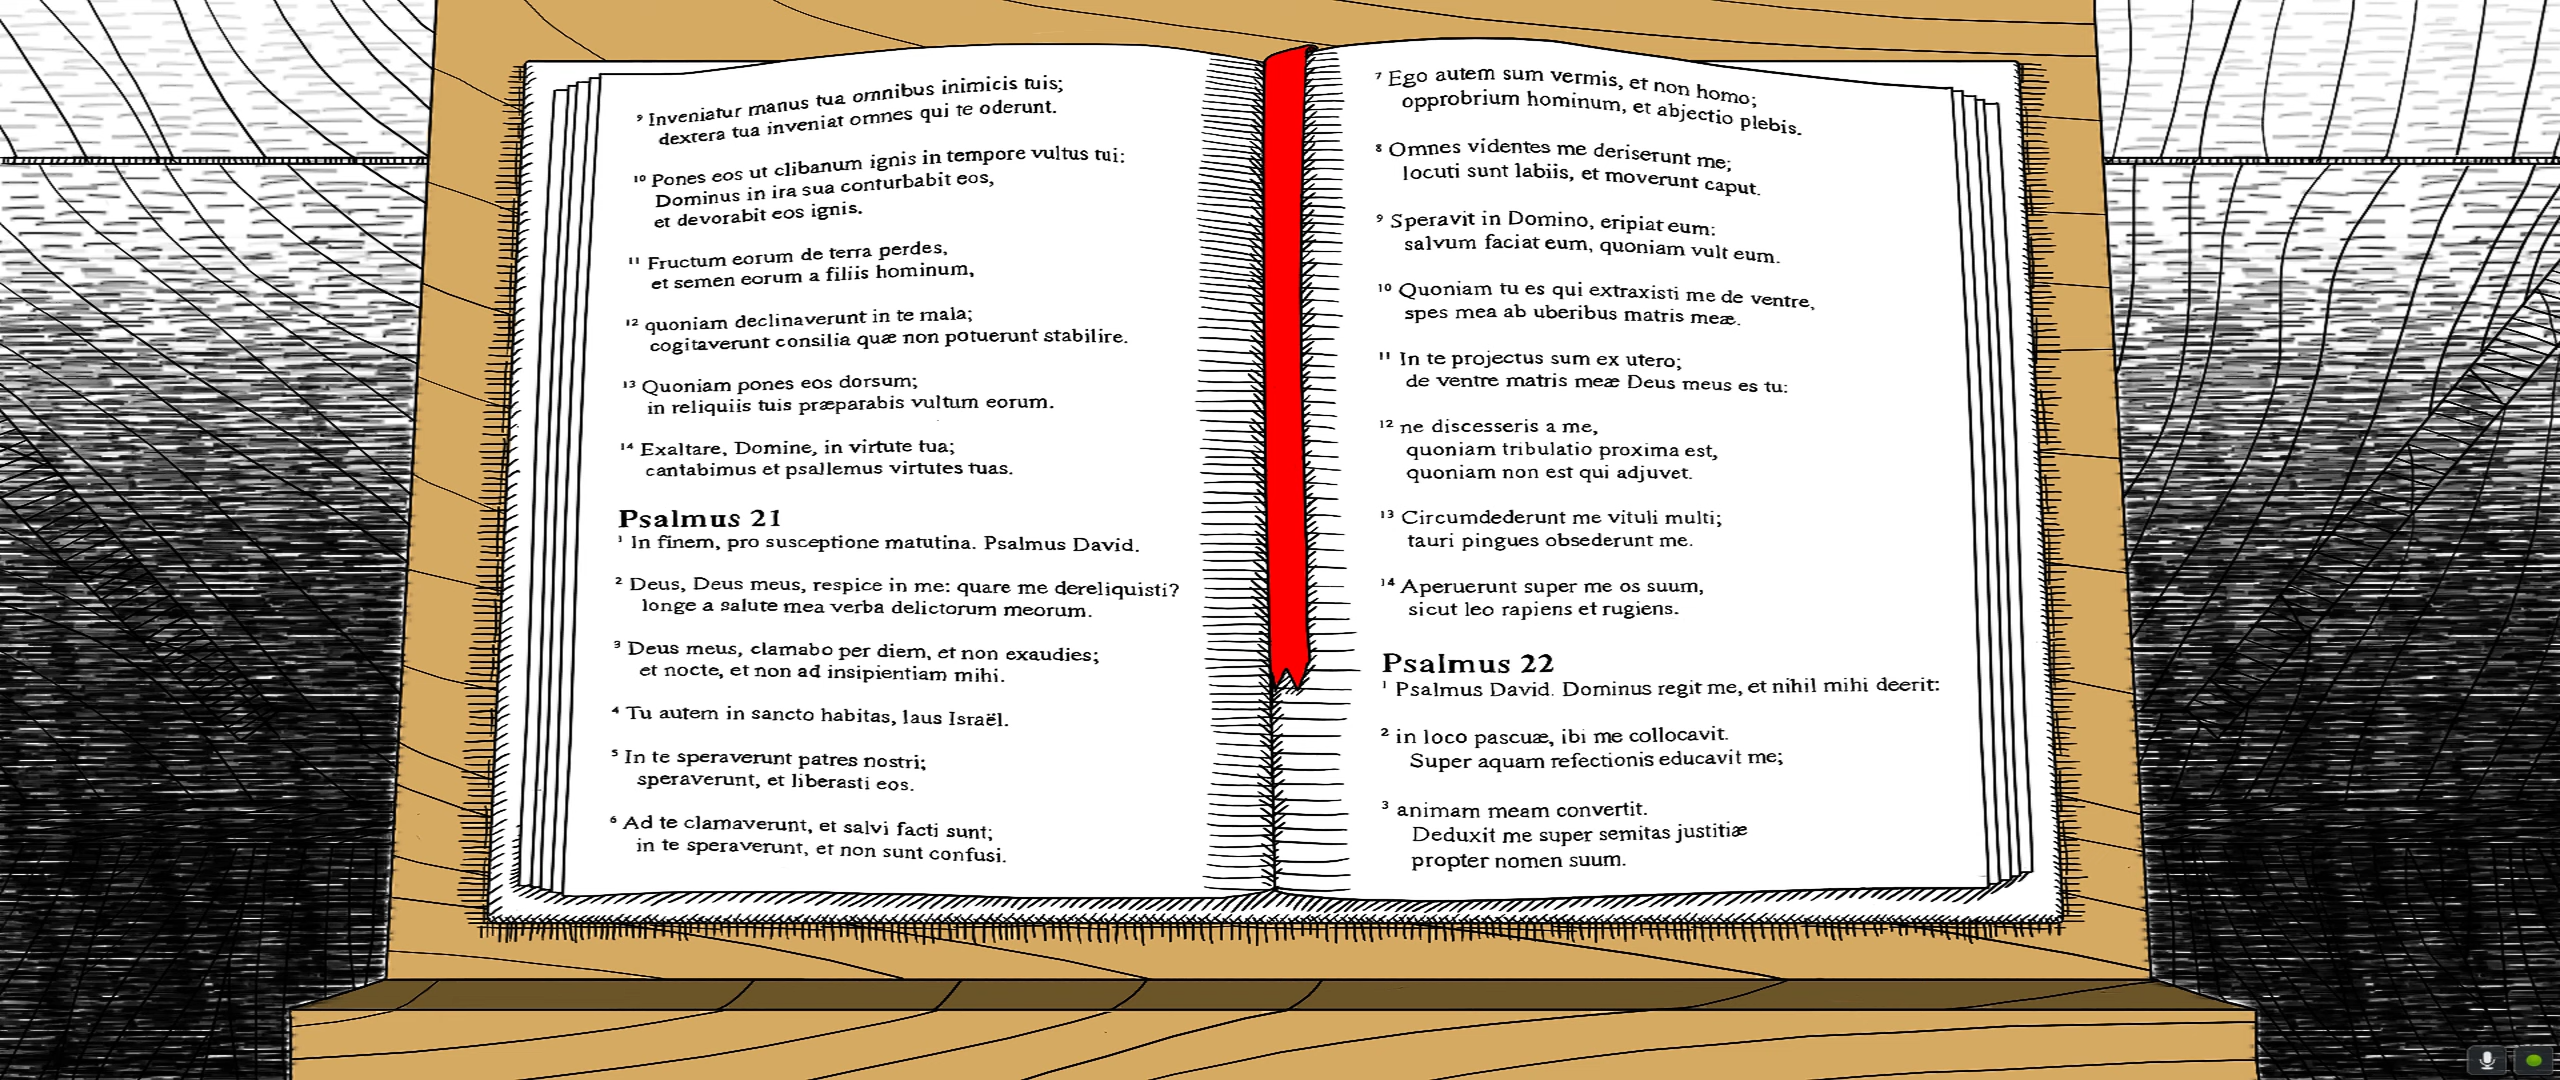 ⁹ Inveniatur manus tua omnibus inimicis tuis;
dextera tua inveniat omnes qui te oderunt.
¹⁰ Pones eos ut clibanum ignis in tempore vultus tui:
Dominus in ira sua conturbabit eos,
et devorabit eos ignis.
¹¹ Fructum eorum de terra perdes,
et semen eorum a filiis hominum,
¹² quoniam declinaverunt in te mala;
cogitaverunt consilia quæ non potuerunt stabilire.
¹³ Quoniam pones eos dorsum;
in reliquiis tuis præparabis vultum eorum.
¹⁴ Exaltare, Domine, in virtute tua;
cantabimus et psallemus virtutes tuas.
Psalmus 21
¹ In finem, pro susceptione matutina. Psalmus David.
² Deus, Deus meus, respice in me: quare me dereliquisti?
longe a salute mea verba delictorum meorum.
³ Deus meus, clamabo per diem, et non exaudies;
et nocte, et non ad insipientiam mihi.
⁴ Tu autem in sancto habitas, laus Israël.
⁵ In te speraverunt patres nostri;
speraverunt, et liberasti eos.
⁶ Ad te clamaverunt, et salvi facti sunt;
in te speraverunt, et non sunt confusi.
⁷ Ego autem sum vermis, et non homo;
opprobrium hominum, et abjectio plebis.
⁸ Omnes videntes me deriserunt me;
locuti sunt labiis, et moverunt caput.
⁹ Speravit in Domino, eripiat eum:
salvum faciat eum, quoniam vult eum.
¹⁰ Quoniam tu es qui extraxisti me de ventre,
spes mea ab uberibus matris meæ.
¹¹ In te projectus sum ex utero;
de ventre matris meæ Deus meus es tu:
¹² ne discesseris a me,
quoniam tribulatio proxima est,
quoniam non est qui adjuvet.
¹³ Circumdederunt me vituli multi;
tauri pingues obsederunt me.
¹⁴ Aperuerunt super me os suum,
sicut leo rapiens et rugiens.
Psalmus 22
¹ Psalmus David. Dominus regit me, et nihil mihi deerit:
² in loco pascuæ, ibi me collocavit.
Super aquam refectionis educavit me;
³ animam meam convertit.
Deduxit me super semitas justitiæ
propter nomen suum.